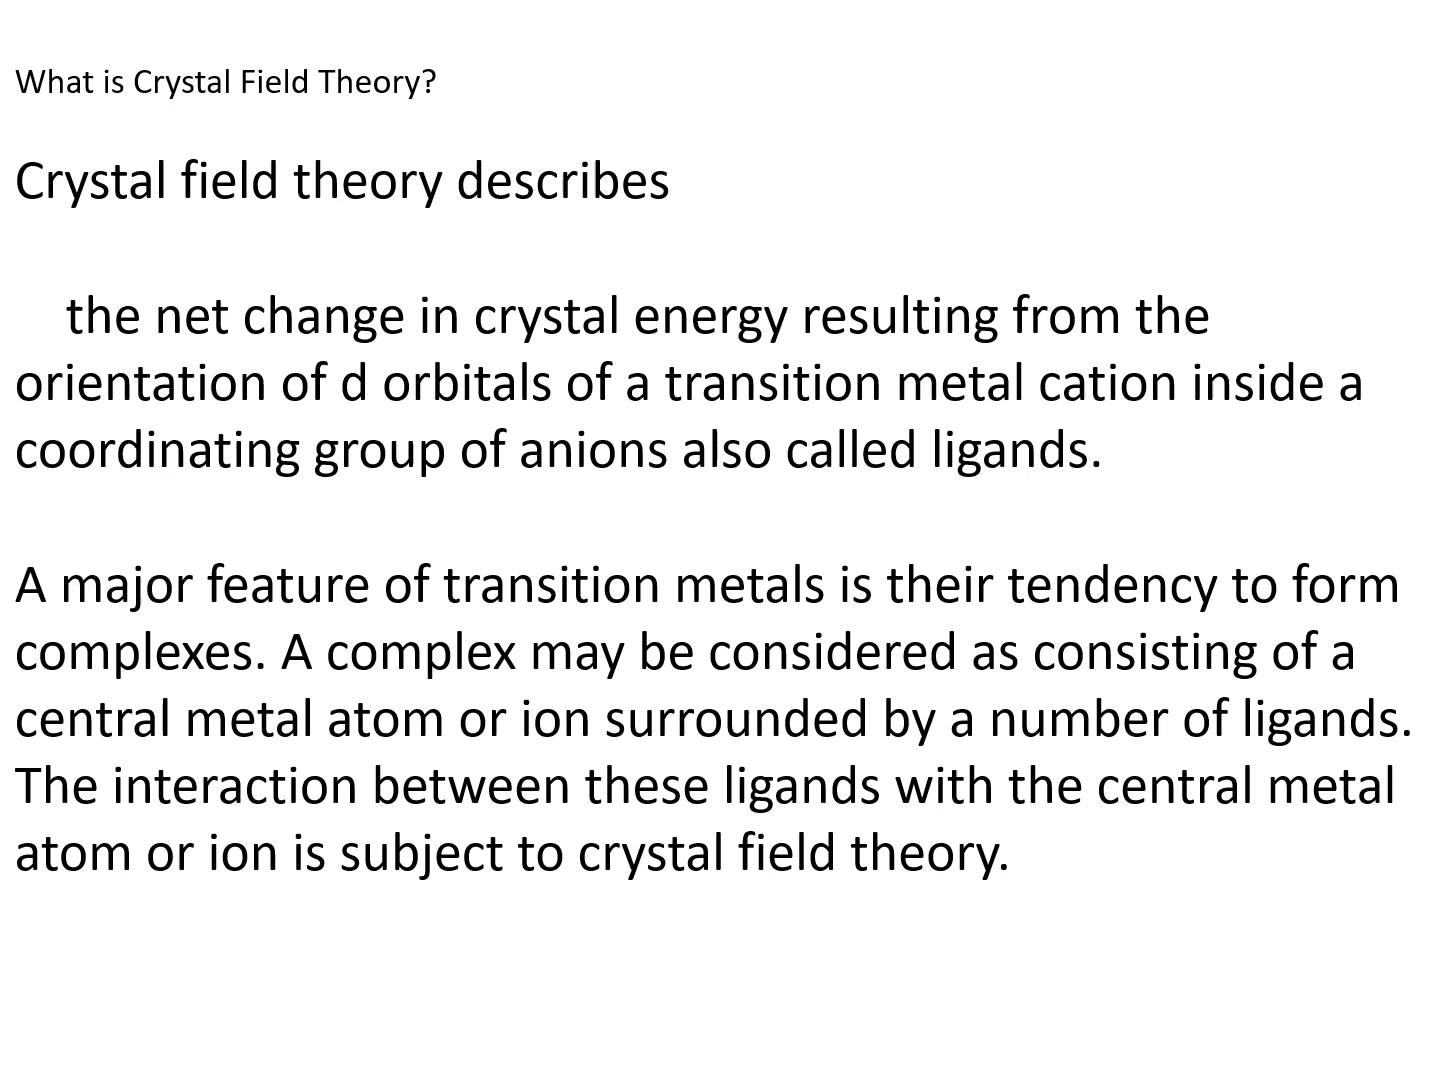 What is Crystal Field Theory?
Crystal field theory describes
the net change in crystal energy resulting from the
orientation of d orbitals of a transition metal cation inside a
coordinating group of anions also called ligands.
A major feature of transition metals is their tendency to form
complexes. A complex may be considered as consisting of a
central metal atom or ion surrounded by a number of ligands.
The interaction between these ligands with the central metal
atom or ion is subject to crystal field theory.